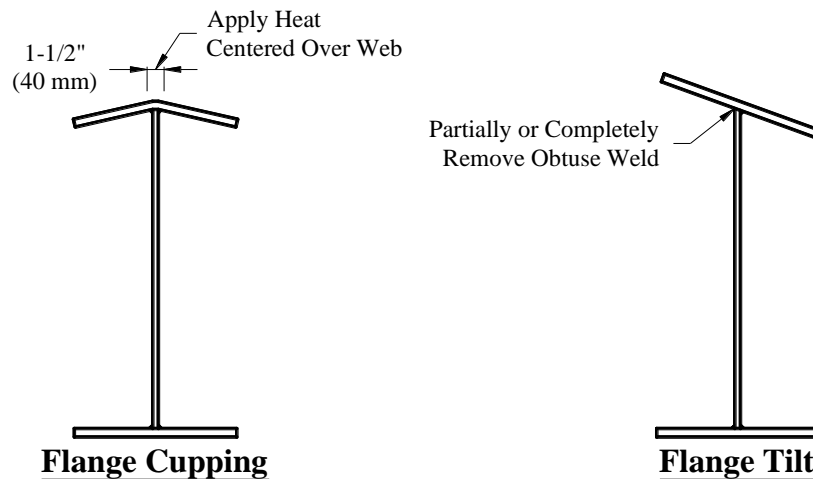 Apply Heat
Centered Over Web
1-1/2"
(40 mm)
Flange Cupping
Partially or Completely
Remove Obtuse Weld
Flange Tilt